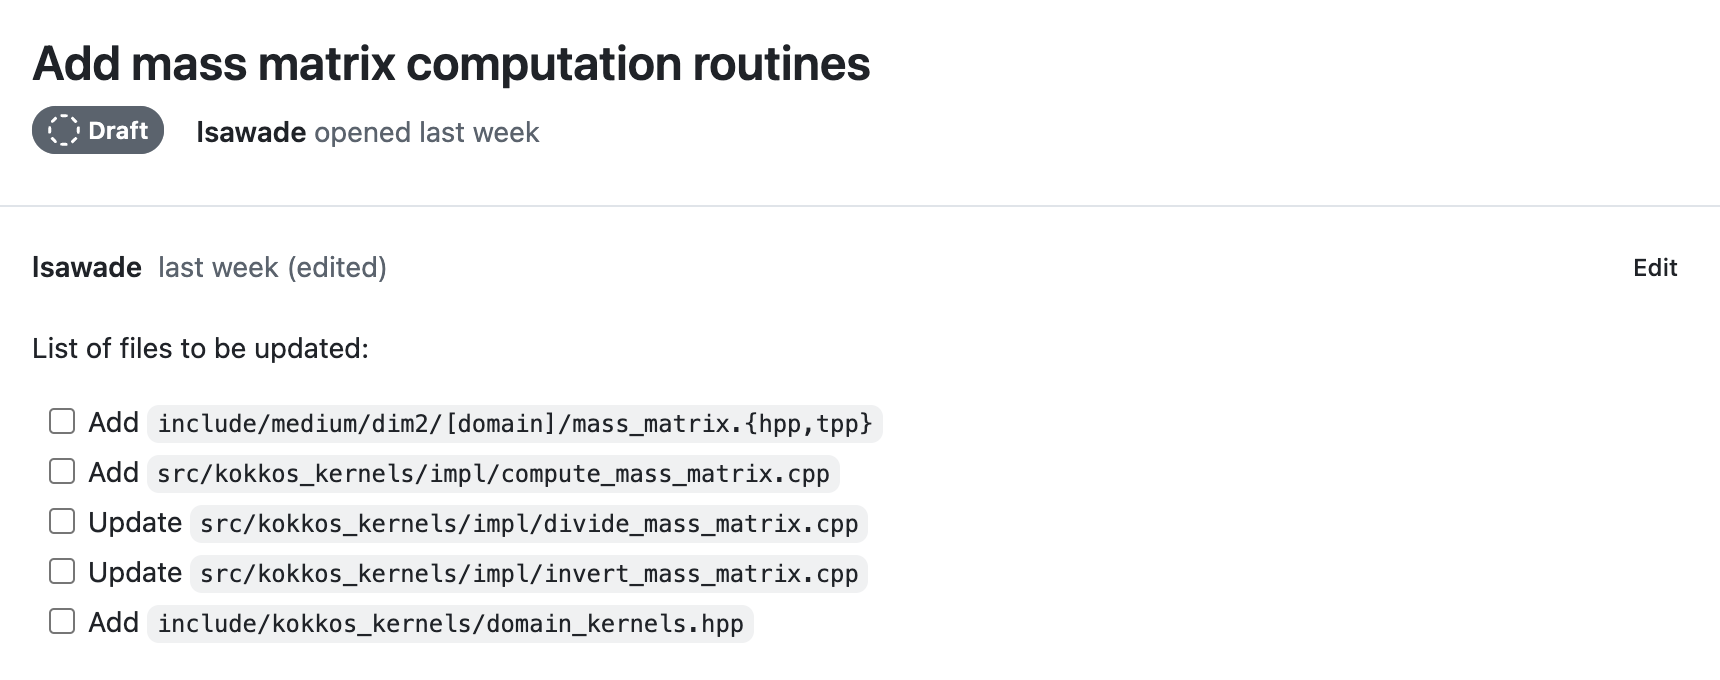 Add mass matrix computation routines
Draft lsawade opened last week
lsawade last week (edited) Edit
List of files to be updated:
Add include/medium/dim2/[domain]/mass_matrix.{hpp,tpp}
Add src/kokkos_kernels/impl/compute_mass_matrix.cpp
Update src/kokkos_kernels/impl/divide_mass_matrix.cpp
Update src/kokkos_kernels/impl/invert_mass_matrix.cpp
Add include/kokkos_kernels/domain_kernels.hpp